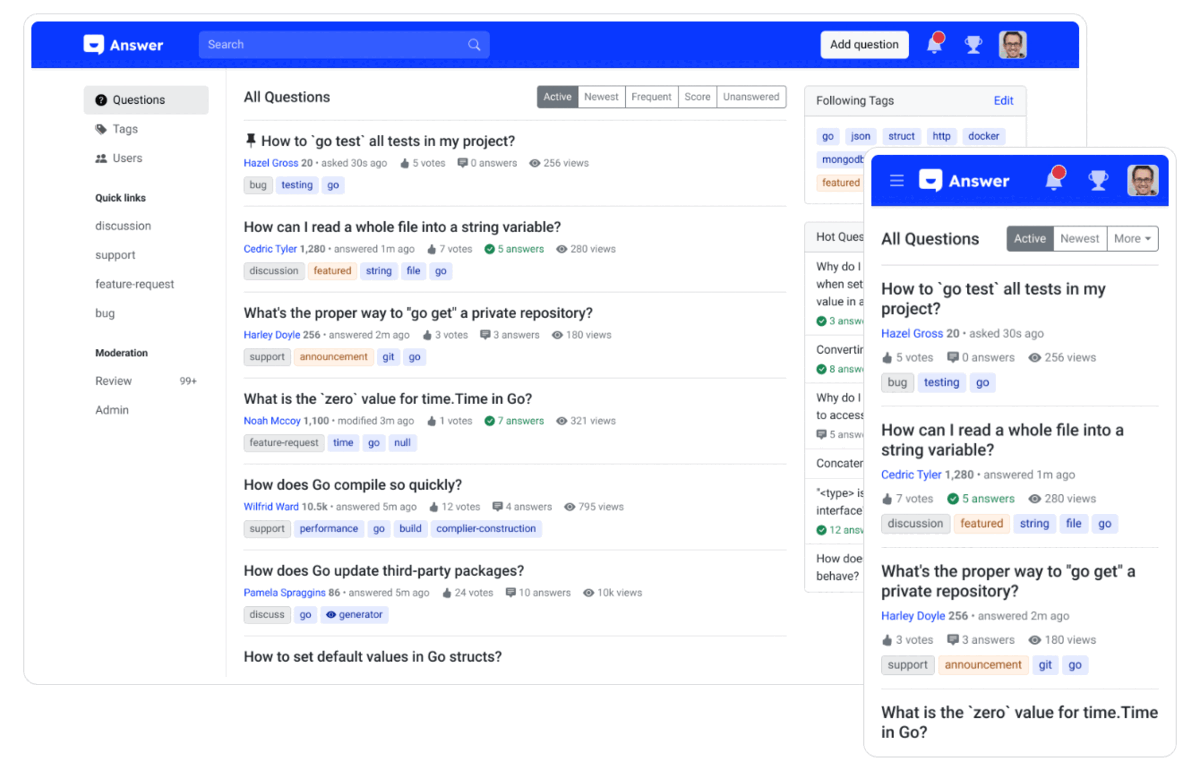 Answer
Search
Add question
Questions
Tags
Users
Quick links
discussion
support
feature-request
bug
Moderation
Review 99+
Admin
All Questions
Active Newest Frequent Score Unanswered
How to `go test` all tests in my project?
Hazel Gross 20 • asked 30s ago 5 votes 0 answers 256 views
bug testing go
How can I read a whole file into a string variable?
Cedric Tyler 1,280 • answered 1m ago 7 votes 5 answers 280 views
discussion featured string file go
What's the proper way to "go get" a private repository?
Harley Doyle 256 • answered 2m ago 3 votes 3 answers 180 views
support announcement git go
What is the `zero` value for time.Time in Go?
Noah Mccoy 1,100 • modified 3m ago 1 votes 7 answers 321 views
feature-request time go null
How does Go compile so quickly?
Wilfrid Ward 10.5k • answered 5m ago 12 votes 4 answers 795 views
support performance go build complier-construction
How does Go update third-party packages?
Pamela Spraggins 86 • answered 5m ago 24 votes 10 answers 10k views
discuss go generator
How to set default values in Go structs?
Following Tags Edit
go json struct http docker
mongodb
featured
Hot Ques
Why do I
when set
value in a
3 answ
Convertin
8 answ
Why do I
to access
5 answ
Concaten
"<type> is
interface
12 answ
How does
behave?
Answer
All Questions
Active Newest More
How to `go test` all tests in my
project?
Hazel Gross 20 • asked 30s ago
5 votes 0 answers 256 views
bug testing go
How can I read a whole file into a
string variable?
Cedric Tyler 1,280 • answered 1m ago
7 votes 5 answers 280 views
discussion featured string file go
What's the proper way to "go get" a
private repository?
Harley Doyle 256 • answered 2m ago
3 votes 3 answers 180 views
support announcement git go
What is the `zero` value for time.Time
in Go?